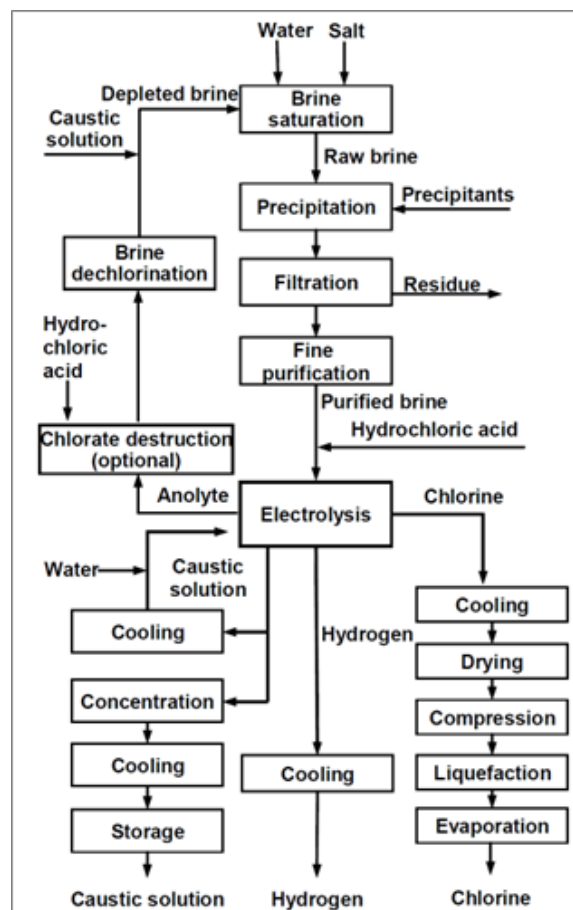 Water Salt
Depleted brine
Brine
saturation
Caustic
solution
Raw brine
Precipitation
Precipitants
Brine
dechlorination
Filtration
Residue
Hydro-
chloric
acid
Fine
purification
Purified brine
Hydrochloric acid
Chlorate destruction
(optional)
Anolyte
Electrolysis
Chlorine
Water
Caustic
solution
Cooling
Hydrogen
Cooling
Drying
Concentration
Compression
Cooling
Cooling
Liquefaction
Storage
Evaporation
Caustic solution Hydrogen Chlorine